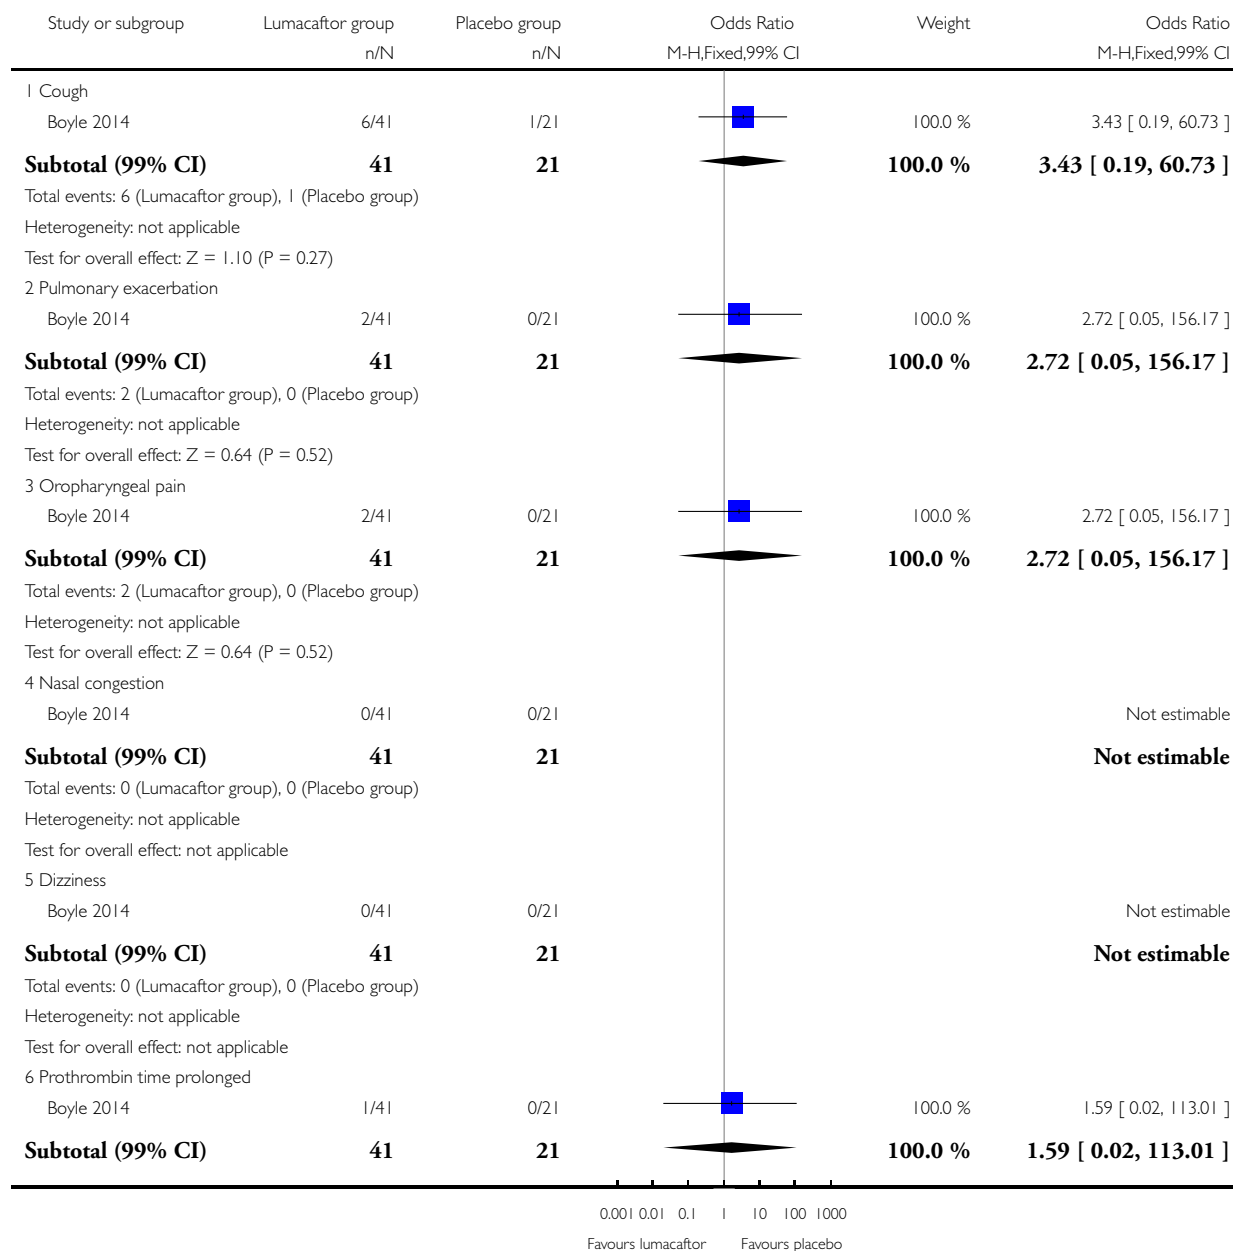 Study or subgroup Lumacaftor group Placebo group Odds Ratio Weight Odds Ratio
n/N n/N M-H,Fixed,99% CI M-H,Fixed,99% CI
1 Cough
Boyle 2014 6/41 1/21 100.0 % 3.43 [ 0.19, 60.73 ]
Subtotal (99% CI) 41 21 100.0 % 3.43 [ 0.19, 60.73 ]
Total events: 6 (Lumacaftor group), 1 (Placebo group)
Heterogeneity: not applicable
Test for overall effect: Z = 1.10 (P = 0.27)
2 Pulmonary exacerbation
Boyle 2014 2/41 0/21 100.0 % 2.72 [ 0.05, 156.17 ]
Subtotal (99% CI) 41 21 100.0 % 2.72 [ 0.05, 156.17 ]
Total events: 2 (Lumacaftor group), 0 (Placebo group)
Heterogeneity: not applicable
Test for overall effect: Z = 0.64 (P = 0.52)
3 Oropharyngeal pain
Boyle 2014 2/41 0/21 100.0 % 2.72 [ 0.05, 156.17 ]
Subtotal (99% CI) 41 21 100.0 % 2.72 [ 0.05, 156.17 ]
Total events: 2 (Lumacaftor group), 0 (Placebo group)
Heterogeneity: not applicable
Test for overall effect: Z = 0.64 (P = 0.52)
4 Nasal congestion
Boyle 2014 0/41 0/21 Not estimable
Subtotal (99% CI) 41 21 Not estimable
Total events: 0 (Lumacaftor group), 0 (Placebo group)
Heterogeneity: not applicable
Test for overall effect: not applicable
5 Dizziness
Boyle 2014 0/41 0/21 Not estimable
Subtotal (99% CI) 41 21 Not estimable
Total events: 0 (Lumacaftor group), 0 (Placebo group)
Heterogeneity: not applicable
Test for overall effect: not applicable
6 Prothrombin time prolonged
Boyle 2014 1/41 0/21 100.0 % 1.59 [ 0.02, 113.01 ]
Subtotal (99% CI) 41 21 100.0 % 1.59 [ 0.02, 113.01 ]
0.001 0.01 0.1 1 10 100 1000
Favours lumacaftor Favours placebo